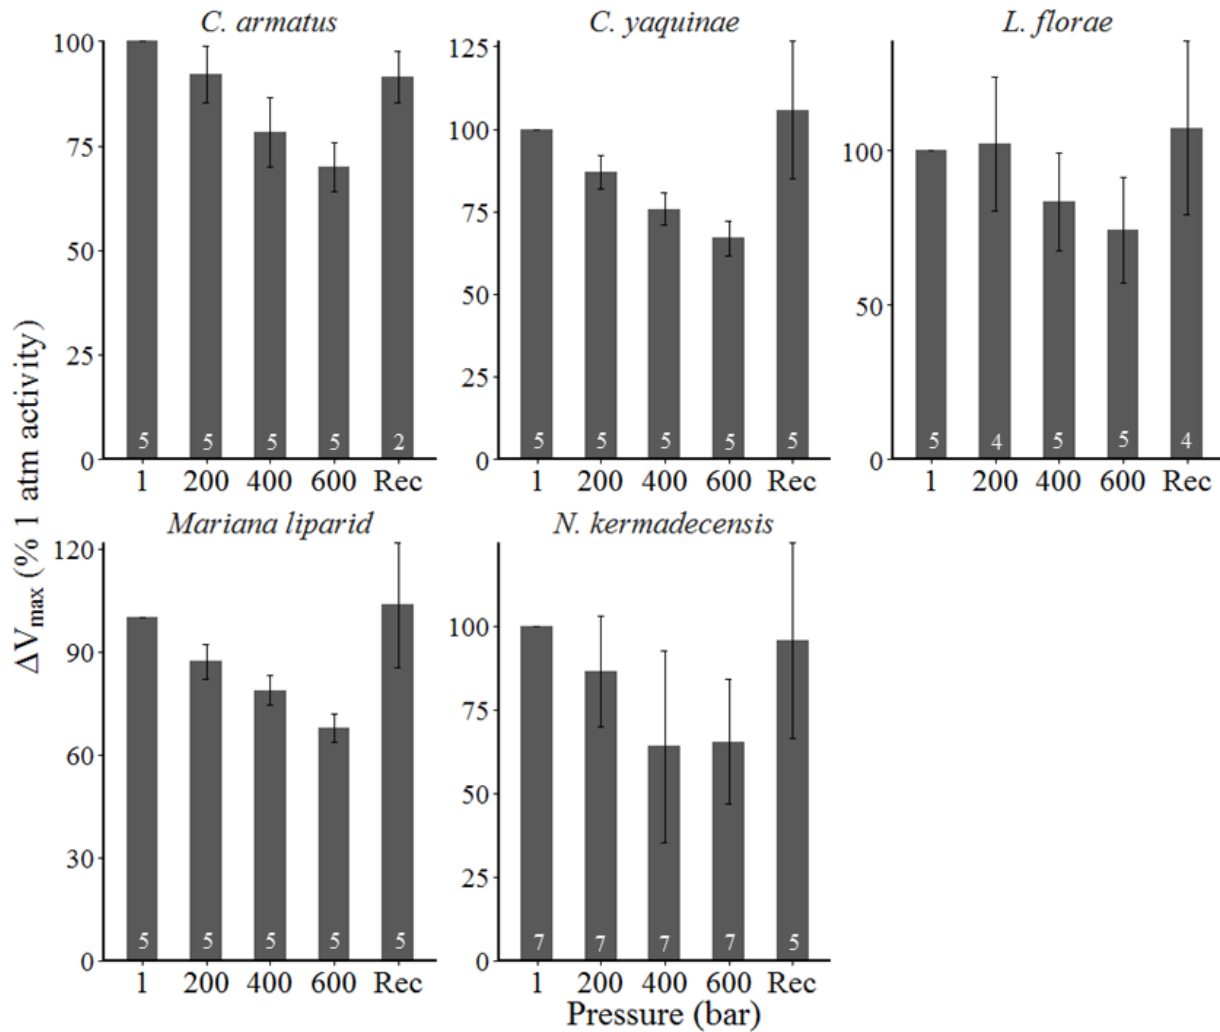 C. armatus
100
75
50
25
0
5 5 5 5 2
1 200 400 600 Rec
C. yaquinae
125
100
75
50
25
0
5 5 5 5 5
1 200 400 600 Rec
L. florae
100
50
0
5 4 5 5 4
1 200 400 600 Rec
ΔVmax (% 1 atm activity)
Mariana liparid
120
90
60
30
0
5 5 5 5 5
1 200 400 600 Rec
N. kermadecensis
100
75
50
25
0
7 7 7 7 5
1 200 400 600 Rec
Pressure (bar)